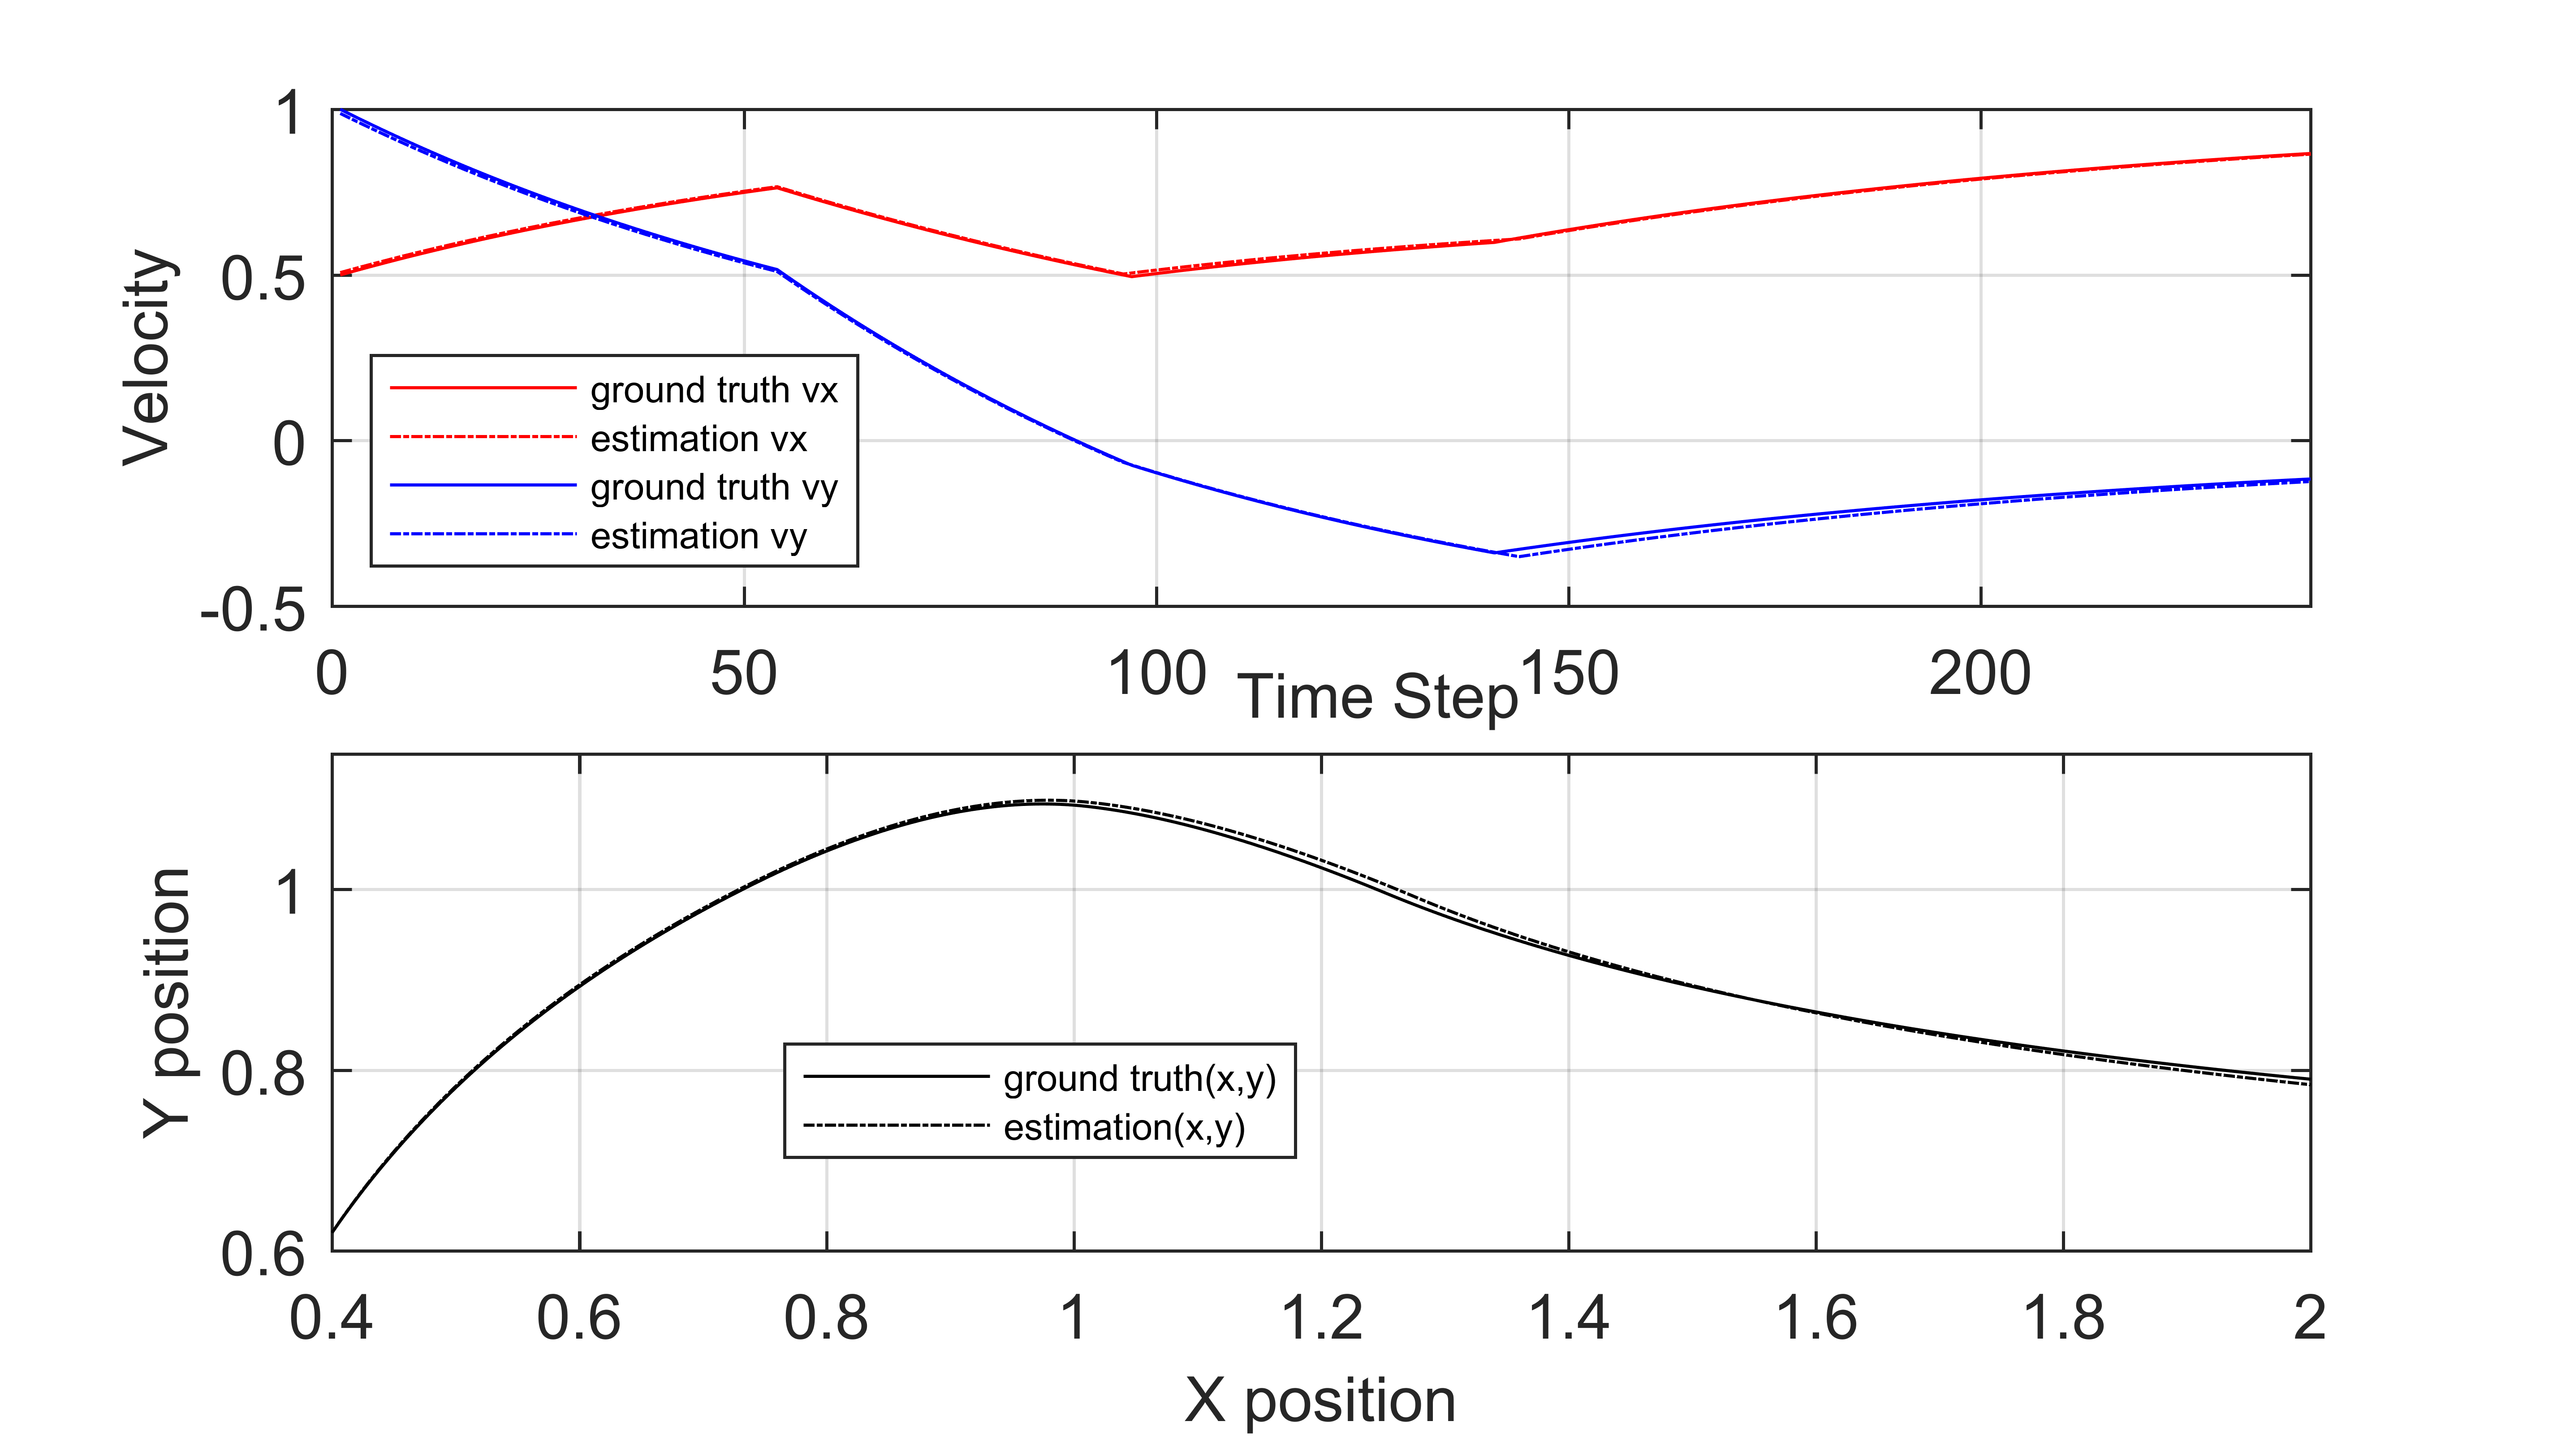 1
0.5
0
-0.5
Velocity
ground truth vx
estimation vx
ground truth vy
estimation vy
0 50 100 150 200
Time Step
1
0.8
0.6
Y position
ground truth(x,y)
estimation(x,y)
0.4 0.6 0.8 1 1.2 1.4 1.6 1.8 2
X position